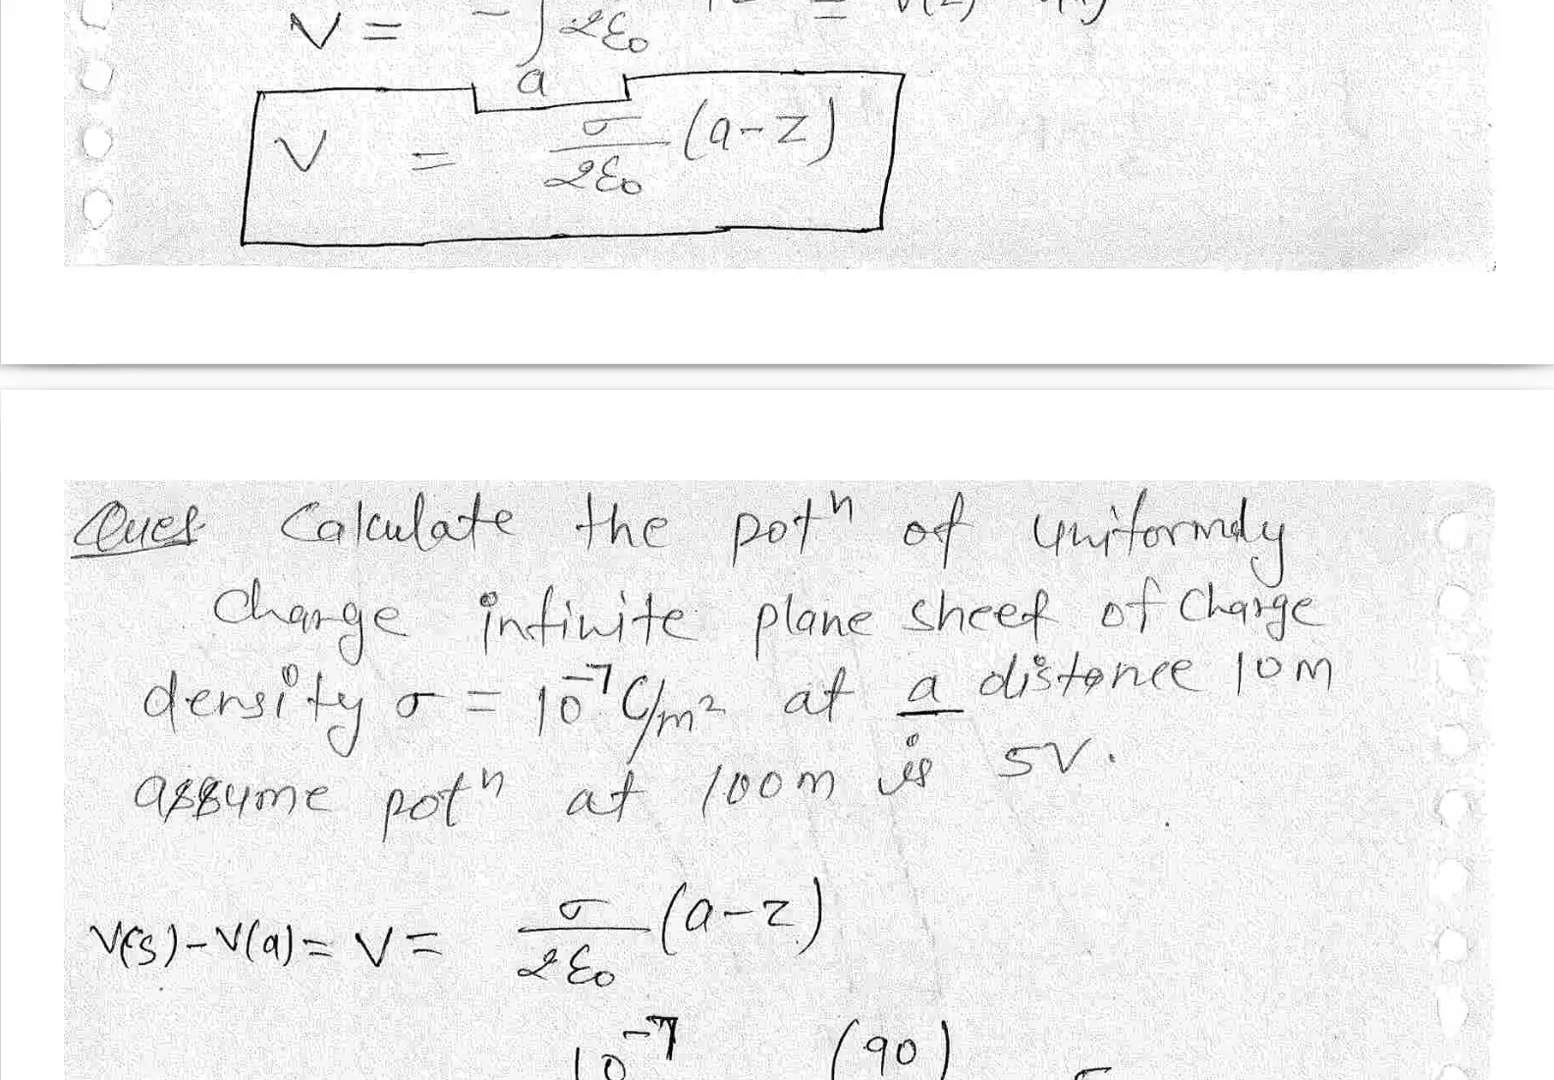 V = - ∫ 2ε₀
a
V = σ/2ε₀ (a-z)
Ques Calculate the potⁿ of uniformly
charge infinite plane sheet of charge
density σ = 10⁻⁷ C/m² at a distance 10m
assume potⁿ at 100m is 5V.
V(s)-V(a) = V = σ/2ε₀ (a-z)
10⁻⁷ (90)